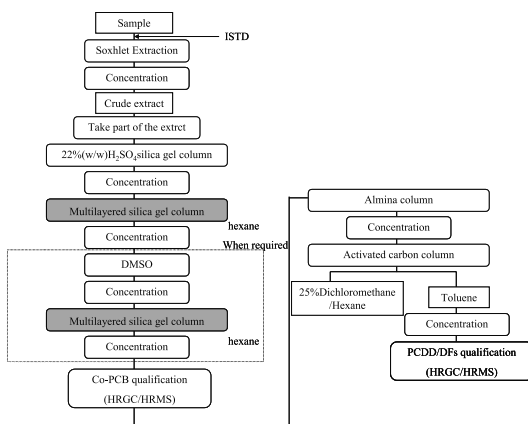 Sample
ISTD
Soxhlet Extraction
Concentration
Crude extract
Take part of the extrct
22%(w/w)H₂SO₄silica gel column
Concentration
Multilayered silica gel column
hexane
Concentration
When required
DMSO
Concentration
Multilayered silica gel column
hexane
Concentration
Co-PCB qualification
(HRGC/HRMS)
Almina column
Concentration
Activated carbon column
25%Dichloromethane
/Hexane
Toluene
Concentration
PCDD/DFs qualification
(HRGC/HRMS)